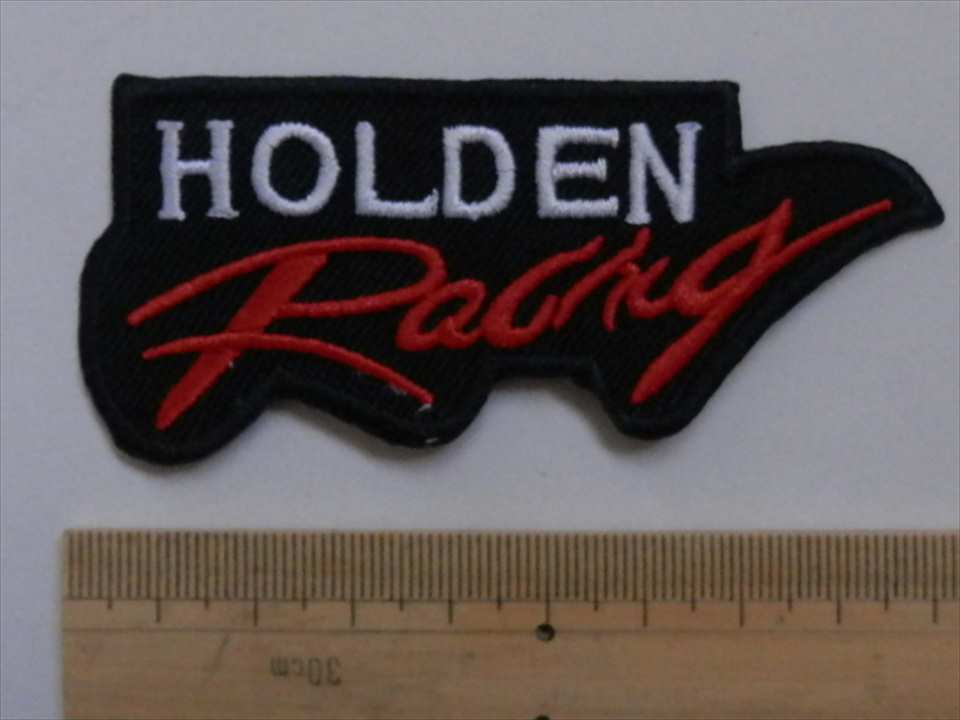 HOLDEN
Racing
30cm